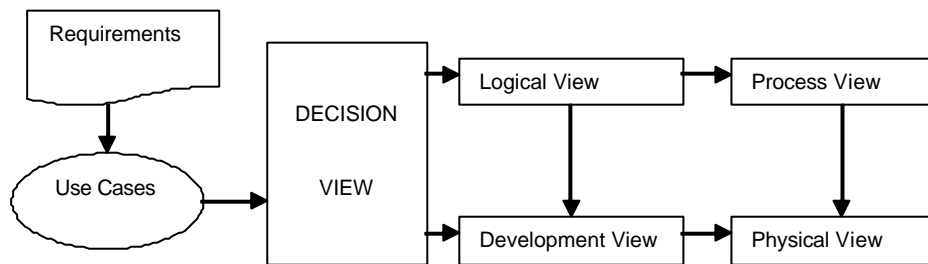 Requirements
Use Cases
DECISION
VIEW
Logical View
Process View
Development View
Physical View